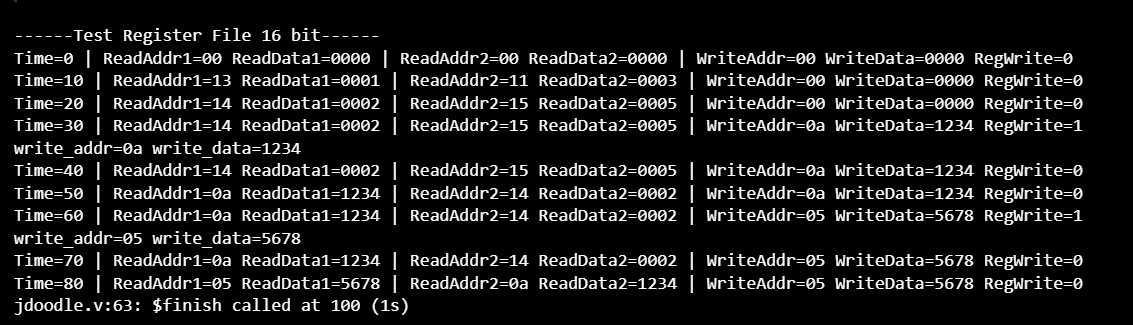 ------Test Register File 16 bit------
Time=0 | ReadAddr1=00 ReadData1=0000 | ReadAddr2=00 ReadData2=0000 | WriteAddr=00 WriteData=0000 RegWrite=0
Time=10 | ReadAddr1=13 ReadData1=0001 | ReadAddr2=11 ReadData2=0003 | WriteAddr=00 WriteData=0000 RegWrite=0
Time=20 | ReadAddr1=14 ReadData1=0002 | ReadAddr2=15 ReadData2=0005 | WriteAddr=00 WriteData=0000 RegWrite=0
Time=30 | ReadAddr1=14 ReadData1=0002 | ReadAddr2=15 ReadData2=0005 | WriteAddr=0a WriteData=1234 RegWrite=1
write_addr=0a write_data=1234
Time=40 | ReadAddr1=14 ReadData1=0002 | ReadAddr2=15 ReadData2=0005 | WriteAddr=0a WriteData=1234 RegWrite=0
Time=50 | ReadAddr1=0a ReadData1=1234 | ReadAddr2=14 ReadData2=0002 | WriteAddr=0a WriteData=1234 RegWrite=0
Time=60 | ReadAddr1=0a ReadData1=1234 | ReadAddr2=14 ReadData2=0002 | WriteAddr=05 WriteData=5678 RegWrite=1
write_addr=05 write_data=5678
Time=70 | ReadAddr1=0a ReadData1=1234 | ReadAddr2=14 ReadData2=0002 | WriteAddr=05 WriteData=5678 RegWrite=0
Time=80 | ReadAddr1=05 ReadData1=5678 | ReadAddr2=0a ReadData2=1234 | WriteAddr=05 WriteData=5678 RegWrite=0
jdoodle.v:63: $finish called at 100 (1s)